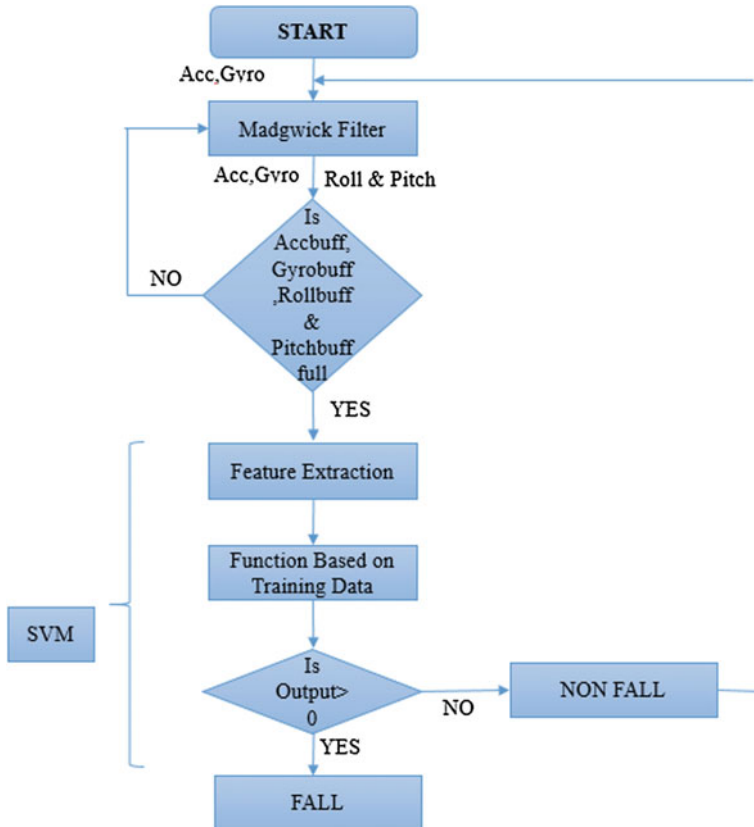 START
Acc,Gyro
Madgwick Filter
Acc,Gyro
Roll & Pitch
Is
Accbuff,
Gyrobuff
,Rollbuff
&
Pitchbuff
full
NO
YES
Feature Extraction
Function Based on
Training Data
SVM
Is
Output>
0
NO
NON FALL
YES
FALL